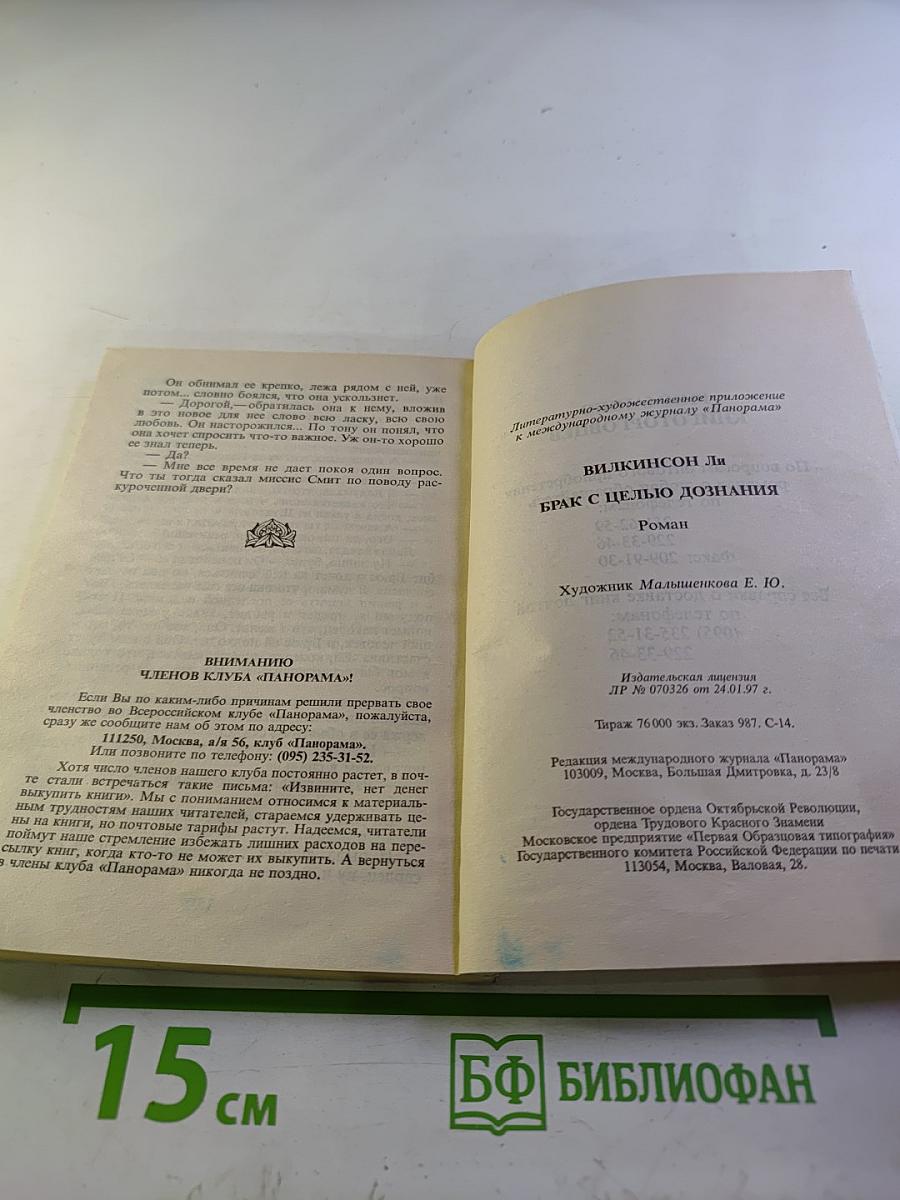 Он обнимал ее крепко, лежа рядом с ней, уже
потом... словно боялся, что она ускользнет.
— Дорогой,— обратилась она к нему, вложив
в это новое для нее слово всю ласку, всю свою
любовь. Он насторожился... По тону он понял, что
она хочет спросить что-то важное. Уж он-то хорошо
ее знал теперь.
— Да?
— Мне все время не дает покоя один вопрос.
Что ты тогда сказал миссис Смит по поводу рас-
куроченной двери?
ВНИМАНИЮ
ЧЛЕНОВ КЛУБА «ПАНОРАМА»!
Если Вы по каким-либо причинам решили прервать свое
членство во Всероссийском клубе «Панорама», пожалуйста,
сразу же сообщите нам об этом по адресу:
111250, Москва, а/я 56, клуб «Панорама».
Или позвоните по телефону: (095) 235-31-52.
Хотя число членов нашего клуба постоянно растет, в поч-
те стали встречаться такие письма: «Извините, нет денег
выкупить книги». Мы с пониманием относимся к материаль-
ным трудностям наших читателей, стараемся удерживать це-
ны на книги, но почтовые тарифы растут. Надеемся, читатели
поймут наше стремление избежать лишних расходов на пере-
сылку книг, когда кто-то не может их выкупить. А вернуться
в члены клуба «Панорама» никогда не поздно.
Литературно-художественное приложение
к международному журналу «Панорама»
ВИЛКИНСОН Ли
БРАК С ЦЕЛЬЮ ДОЗНАНИЯ
Роман
Художник Малышенкова Е. Ю.
Издательская лицензия
ЛР № 070326 от 24.01.97 г.
Тираж 76 000 экз. Заказ 987. С-14.
Редакция международного журнала «Панорама»
103009, Москва, Большая Дмитровка, д. 23/8
Государственное ордена Октябрьской Революции,
ордена Трудового Красного Знамени
Московское предприятие «Первая Образцовая типография»
Государственного комитета Российской Федерации по печати
113054, Москва, Валовая, 28.
15 см
БФ БИБЛИОФАН